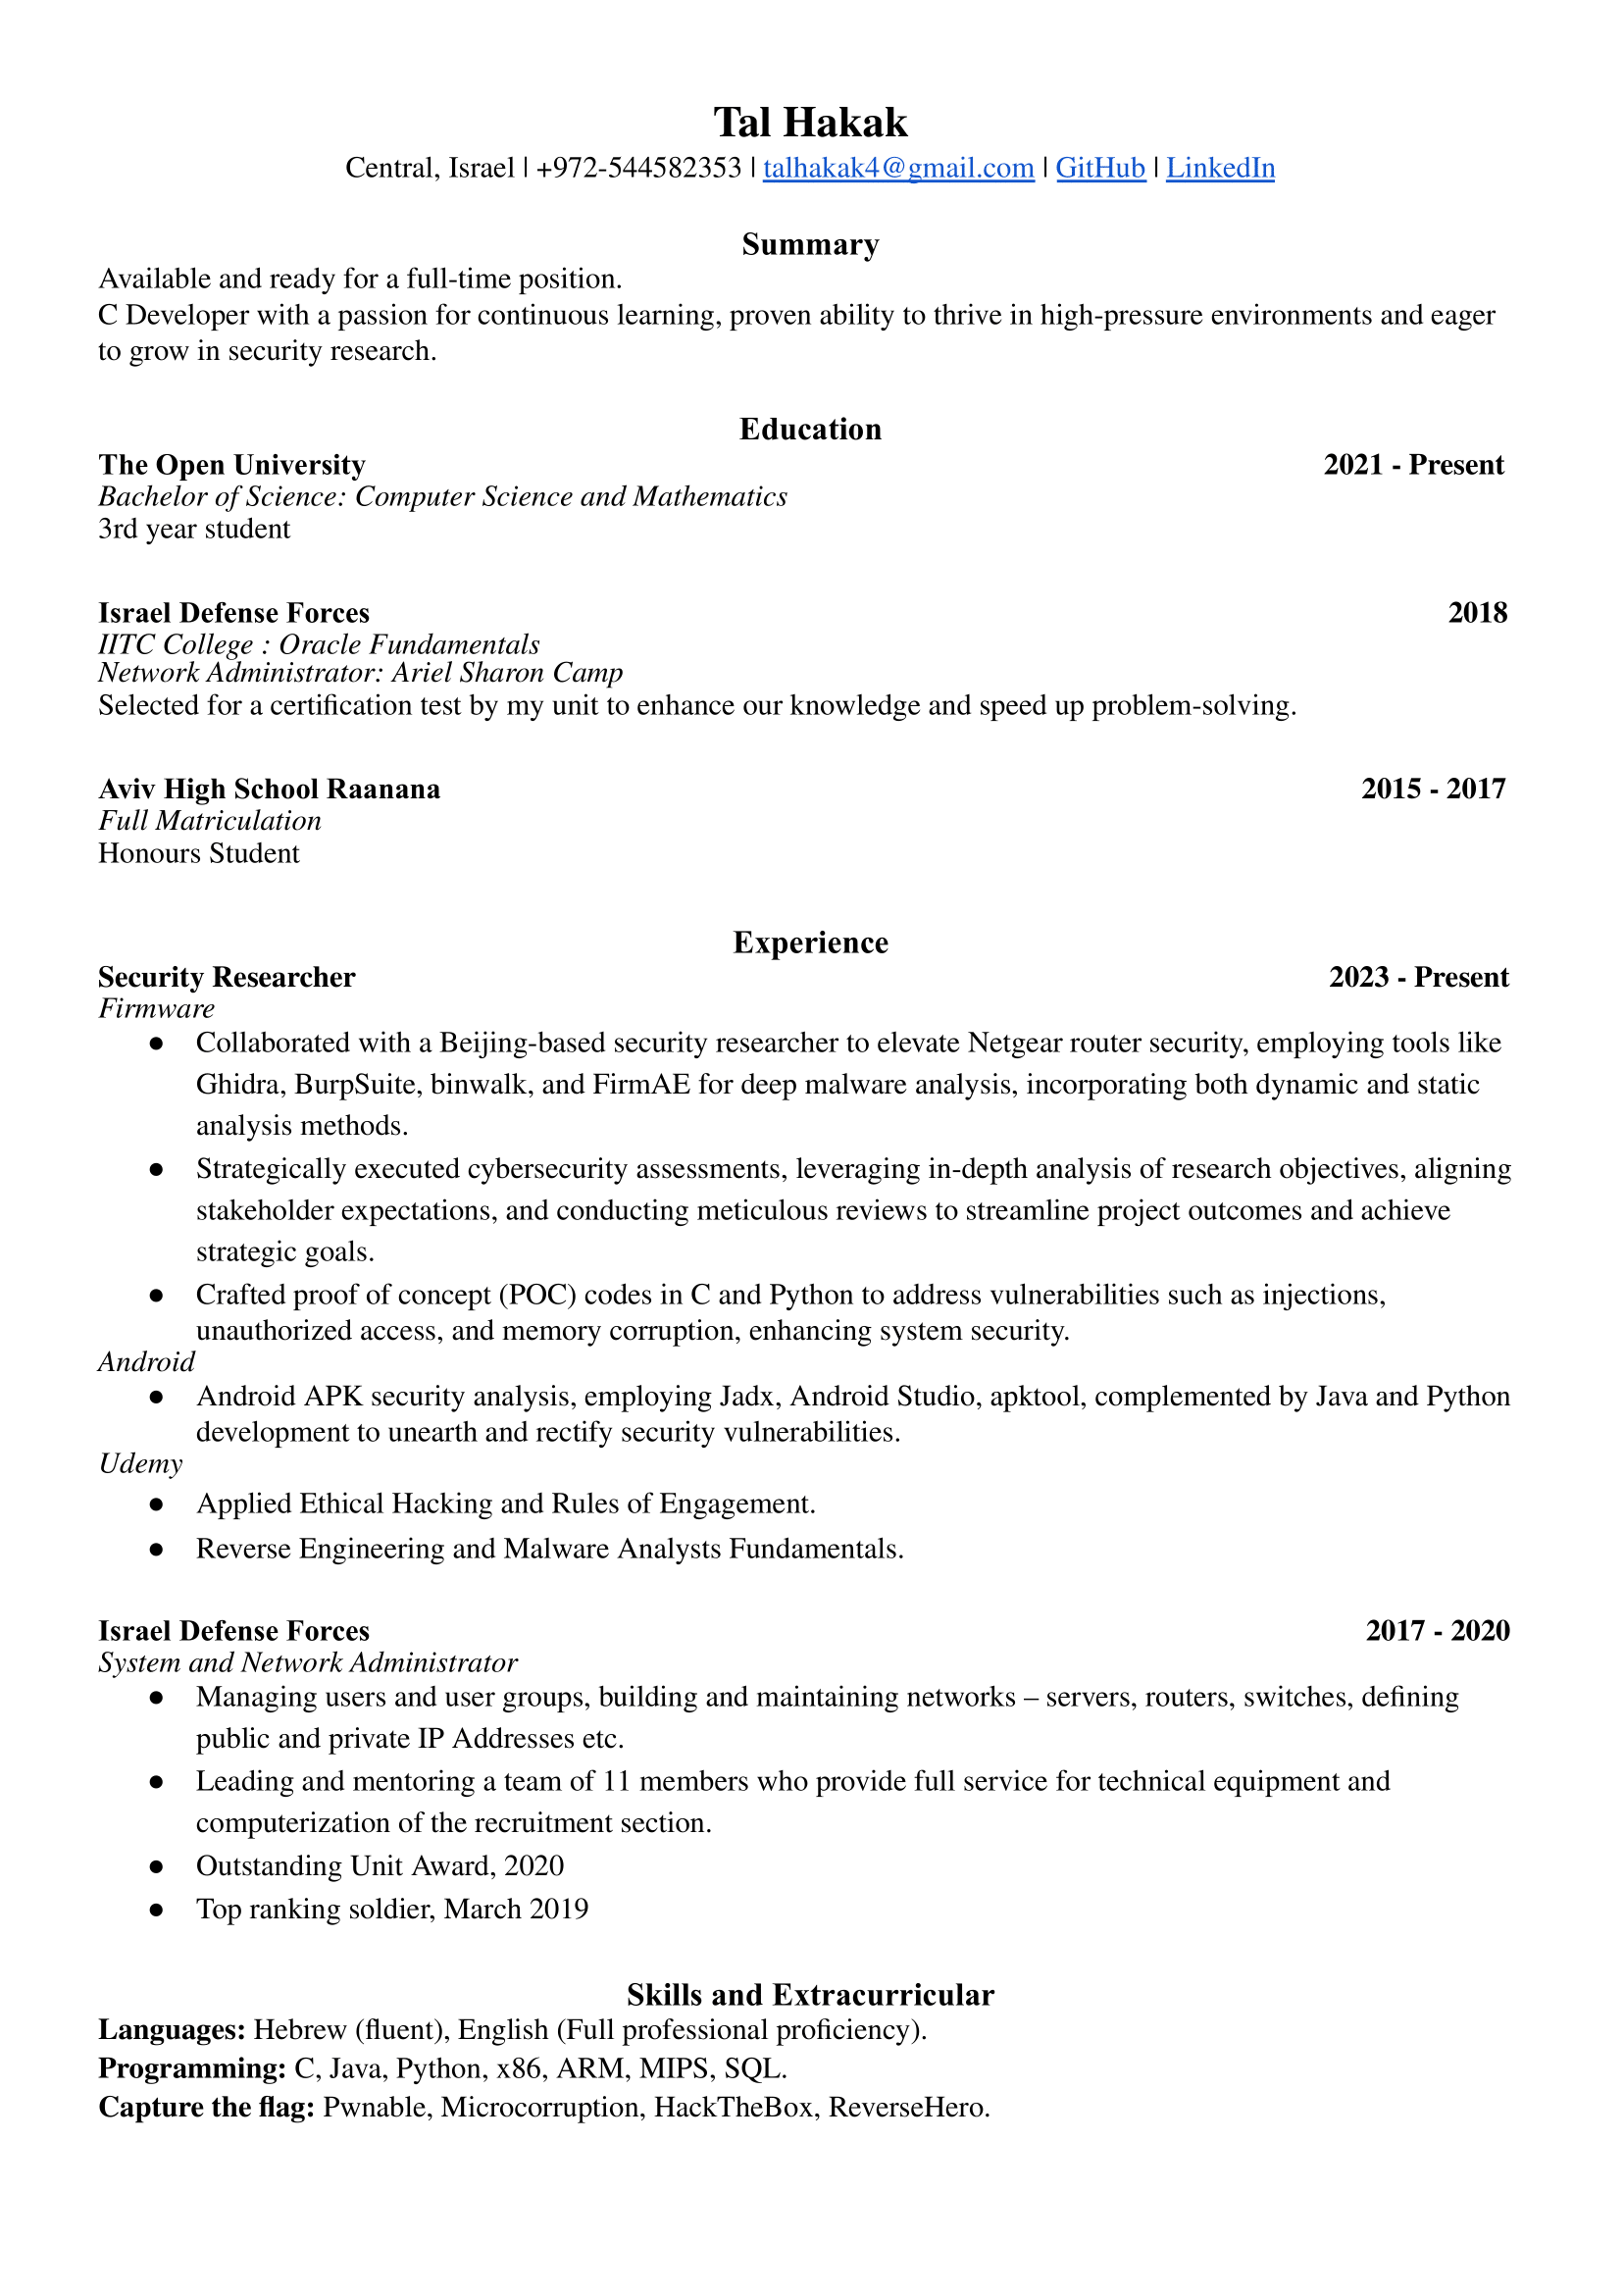 Tal Hakak
Central, Israel | +972-544582353 | talhakak4@gmail.com | GitHub | LinkedIn
Summary
Available and ready for a full-time position.
C Developer with a passion for continuous learning, proven ability to thrive in high-pressure environments and eager
to grow in security research.
Education
The Open University 2021 - Present
Bachelor of Science: Computer Science and Mathematics
3rd year student
Israel Defense Forces 2018
IITC College : Oracle Fundamentals
Network Administrator: Ariel Sharon Camp
Selected for a certification test by my unit to enhance our knowledge and speed up problem-solving.
Aviv High School Raanana 2015 - 2017
Full Matriculation
Honours Student
Experience
Security Researcher 2023 - Present
Firmware
● Collaborated with a Beijing-based security researcher to elevate Netgear router security, employing tools like
Ghidra, BurpSuite, binwalk, and FirmAE for deep malware analysis, incorporating both dynamic and static
analysis methods.
● Strategically executed cybersecurity assessments, leveraging in-depth analysis of research objectives, aligning
stakeholder expectations, and conducting meticulous reviews to streamline project outcomes and achieve
strategic goals.
● Crafted proof of concept (POC) codes in C and Python to address vulnerabilities such as injections,
unauthorized access, and memory corruption, enhancing system security.
Android
● Android APK security analysis, employing Jadx, Android Studio, apktool, complemented by Java and Python
development to unearth and rectify security vulnerabilities.
Udemy
● Applied Ethical Hacking and Rules of Engagement.
● Reverse Engineering and Malware Analysts Fundamentals.
Israel Defense Forces 2017 - 2020
System and Network Administrator
● Managing users and user groups, building and maintaining networks – servers, routers, switches, defining
public and private IP Addresses etc.
● Leading and mentoring a team of 11 members who provide full service for technical equipment and
computerization of the recruitment section.
● Outstanding Unit Award, 2020
● Top ranking soldier, March 2019
Skills and Extracurricular
Languages: Hebrew (fluent), English (Full professional proficiency).
Programming: C, Java, Python, x86, ARM, MIPS, SQL.
Capture the flag: Pwnable, Microcorruption, HackTheBox, ReverseHero.